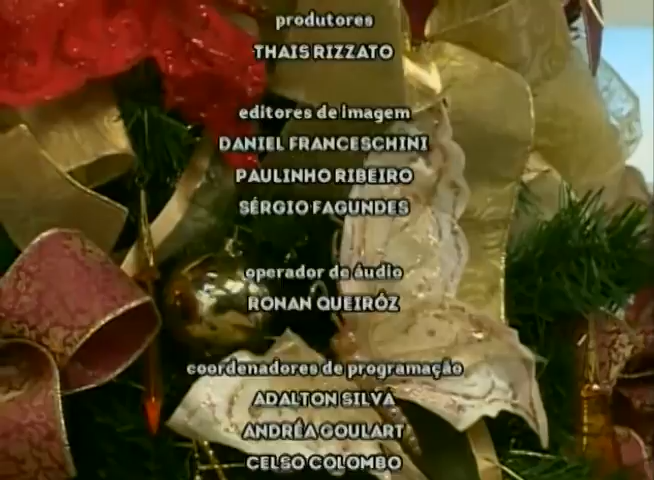 produtores
THAIS RIZZATO
editores de imagem
DANIEL FRANCESCHINI
PAULINHO RIBEIRO
SÉRGIO FAGUNDES
operador de áudio
RONAN QUEIRÓZ
coordenadores de programação
ADALTON SILVA
ANDRÉA GOULART
CELSO COLOMBO